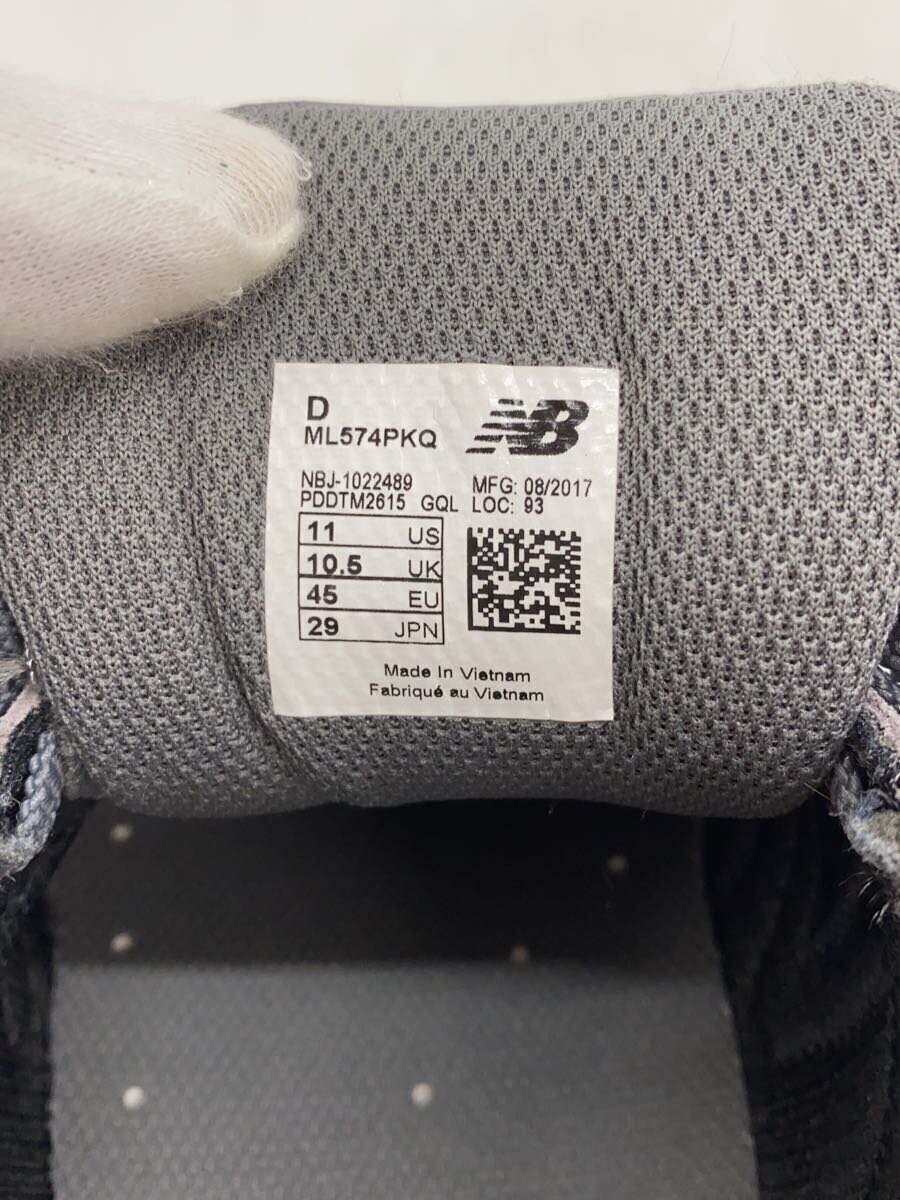 D
ML574PKQ
NB
NBJ-1022489
PDDTM2615 GQL
MFG: 08/2017
LOC: 93
11 US
10.5 UK
45 EU
29 JPN
Made In Vietnam
Fabriqué au Vietnam